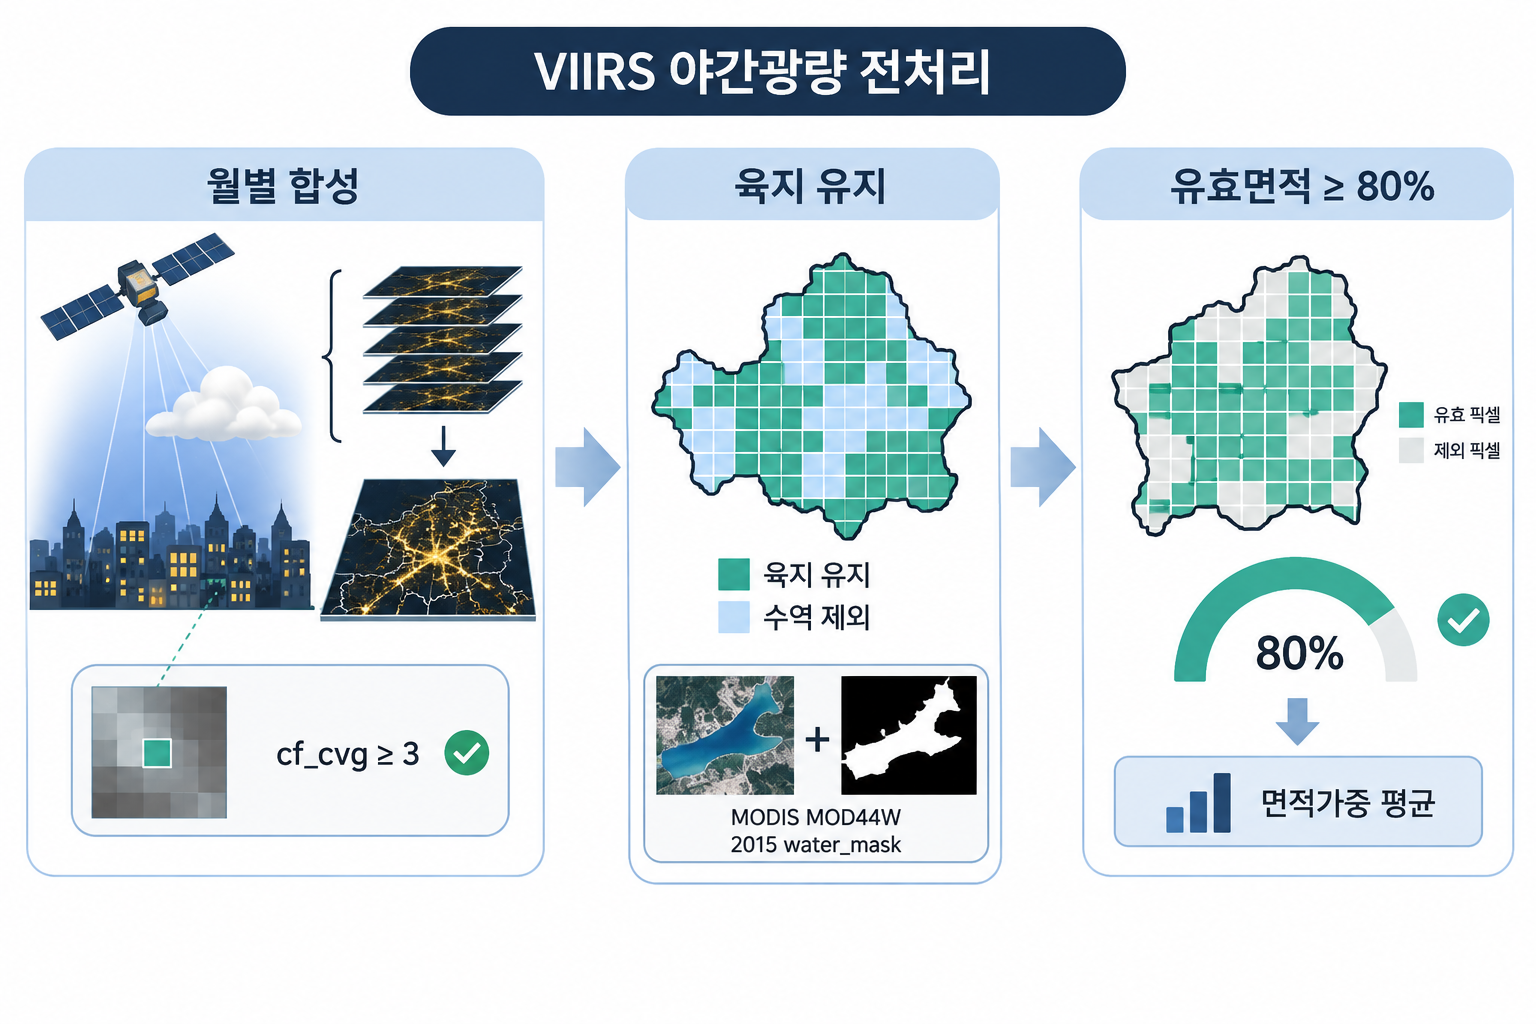 VIIRS 야간광량 전처리
월별 합성
cf_cvg ≥ 3
육지 유지
육지 유지
수역 제외
+
MODIS MOD44W
2015 water_mask
유효면적 ≥ 80%
유효 픽셀
제외 픽셀
80%
면적가중 평균